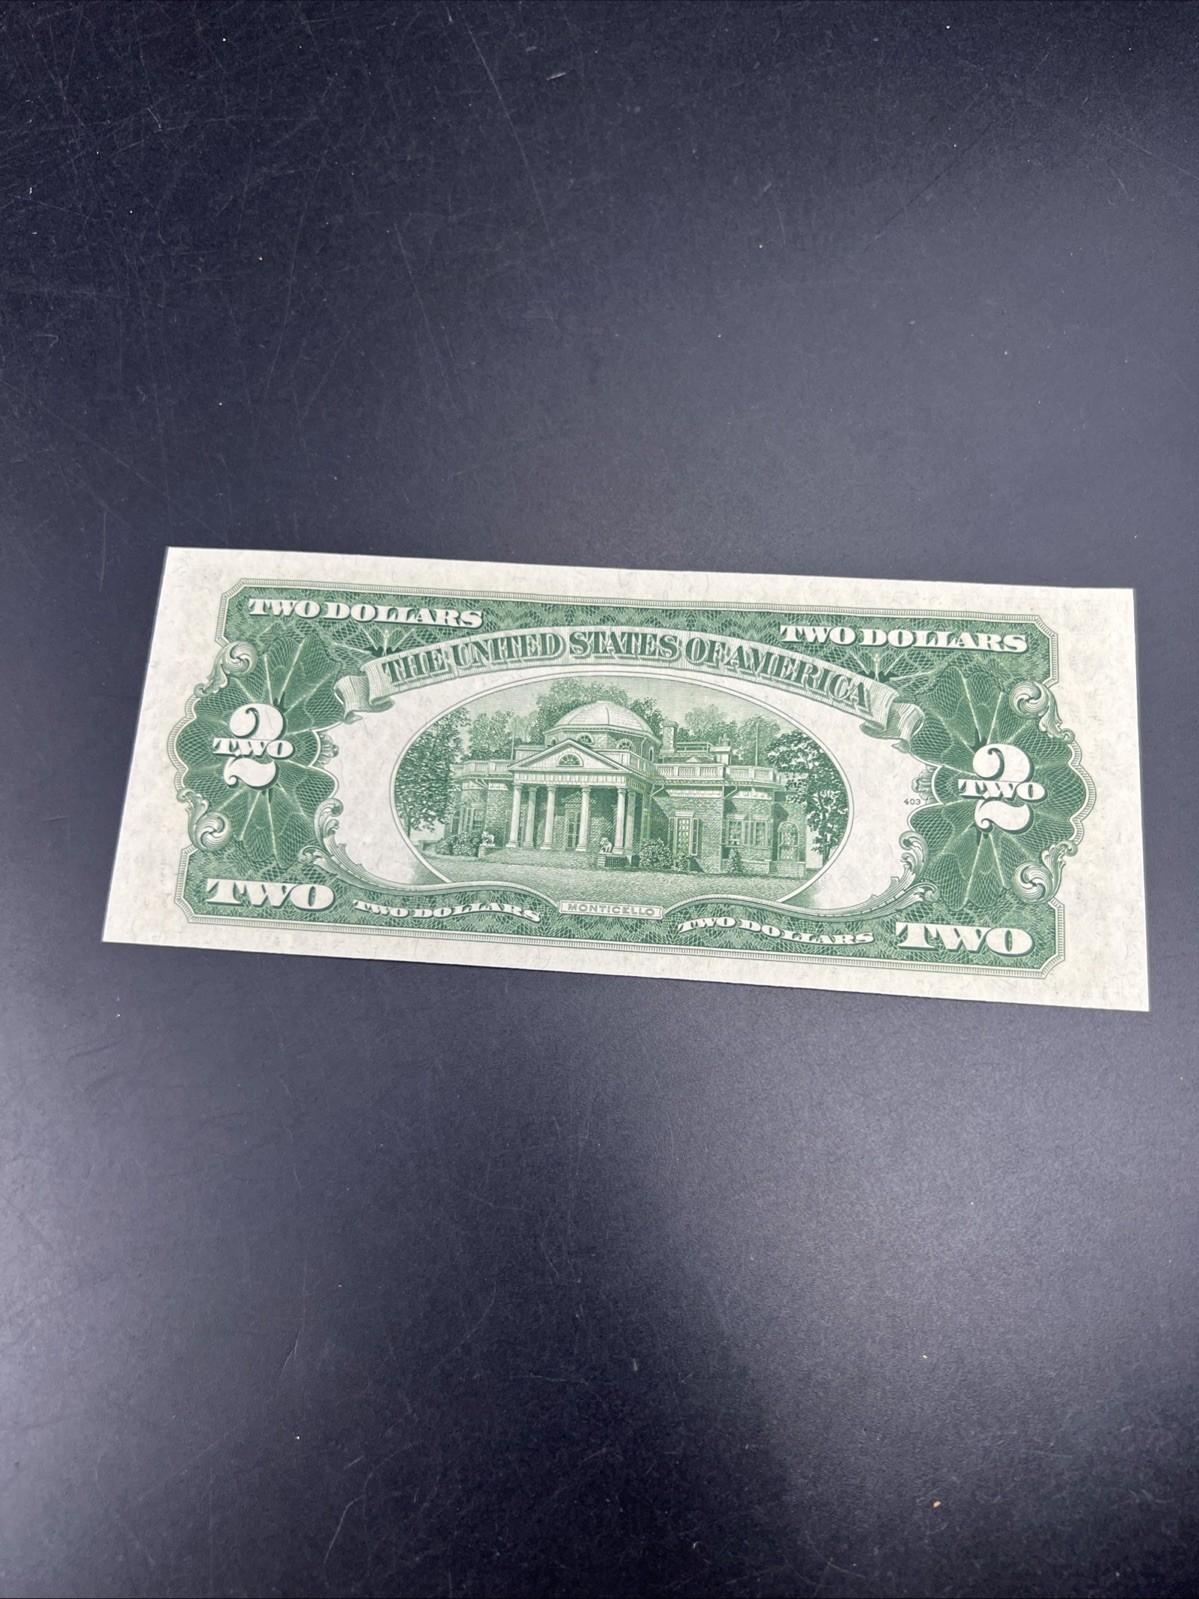 TWO DOLLARS
TWO DOLLARS
THE UNITED STATES OF AMERICA
2
TWO
2
TWO
403
TWO
TWO DOLLARS
MONTICELLO
TWO DOLLARS
TWO